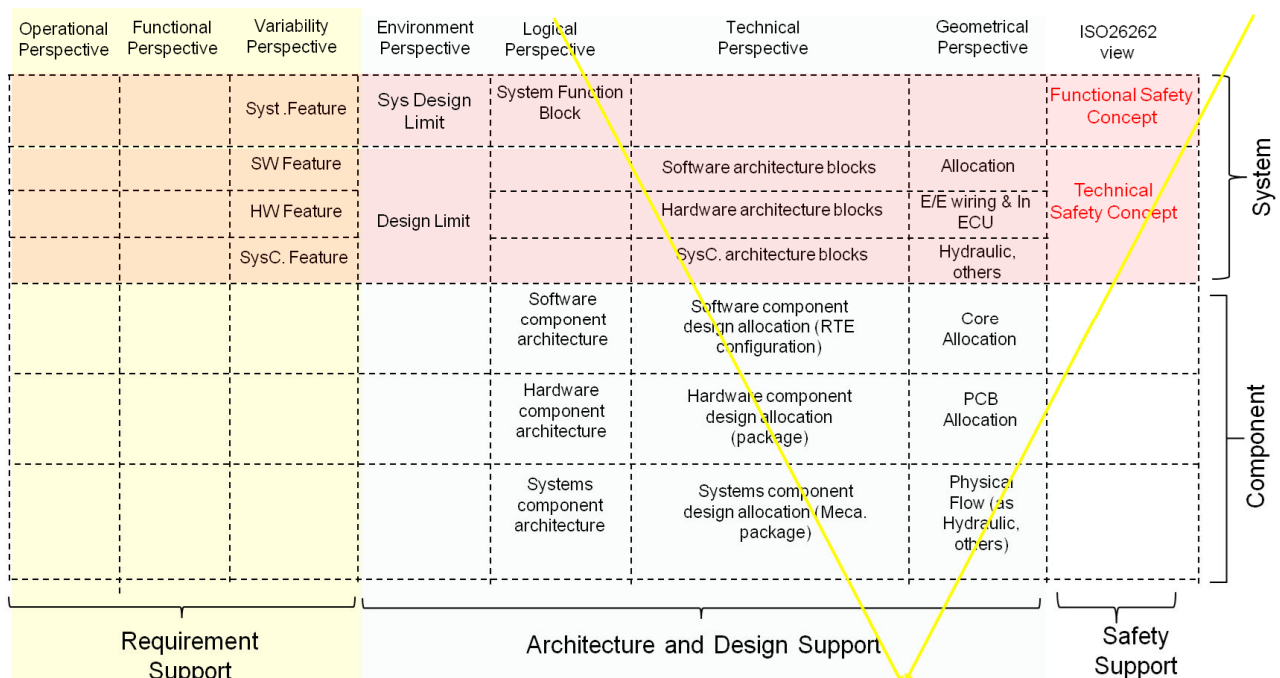 Operational
Perspective
Functional
Perspective
Variability
Perspective
Environment
Perspective
Logical
Perspective
Technical
Perspective
Geometrical
Perspective
ISO26262
view
Syst .Feature
Sys Design
Limit
System Function
Block
Functional Safety
Concept
SW Feature
Software architecture blocks
Allocation
HW Feature
Design Limit
Hardware architecture blocks
E/E wiring & In
ECU
Technical
Safety Concept
SysC. Feature
SysC. architecture blocks
Hydraulic,
others
System
Software
component
architecture
Software component
design allocation (RTE
configuration)
Core
Allocation
Hardware
component
architecture
Hardware component
design allocation
(package)
PCB
Allocation
Systems
component
architecture
Systems component
design allocation (Meca.
package)
Physical
Flow (as
Hydraulic,
others)
Component
Requirement
Support
Architecture and Design Support
Safety
Support